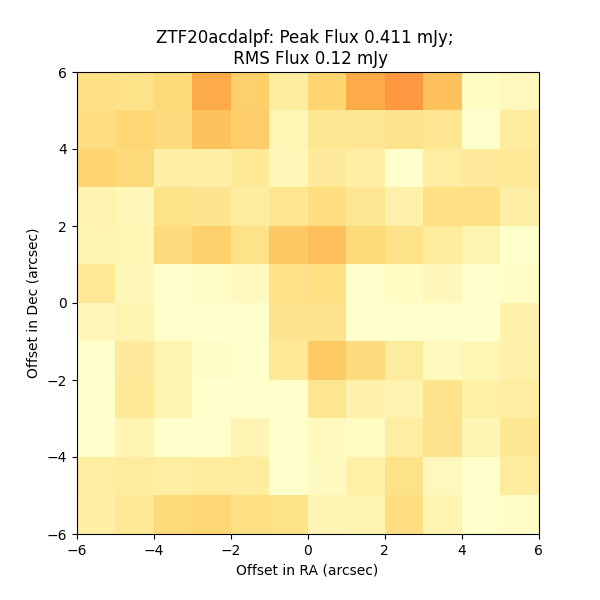 ZTF20acdalpf: Peak Flux 0.411 mJy;
RMS Flux 0.12 mJy
6
4
2
0
−2
−4
−6
Offset in Dec (arcsec)
−6 −4 −2 0 2 4 6
Offset in RA (arcsec)